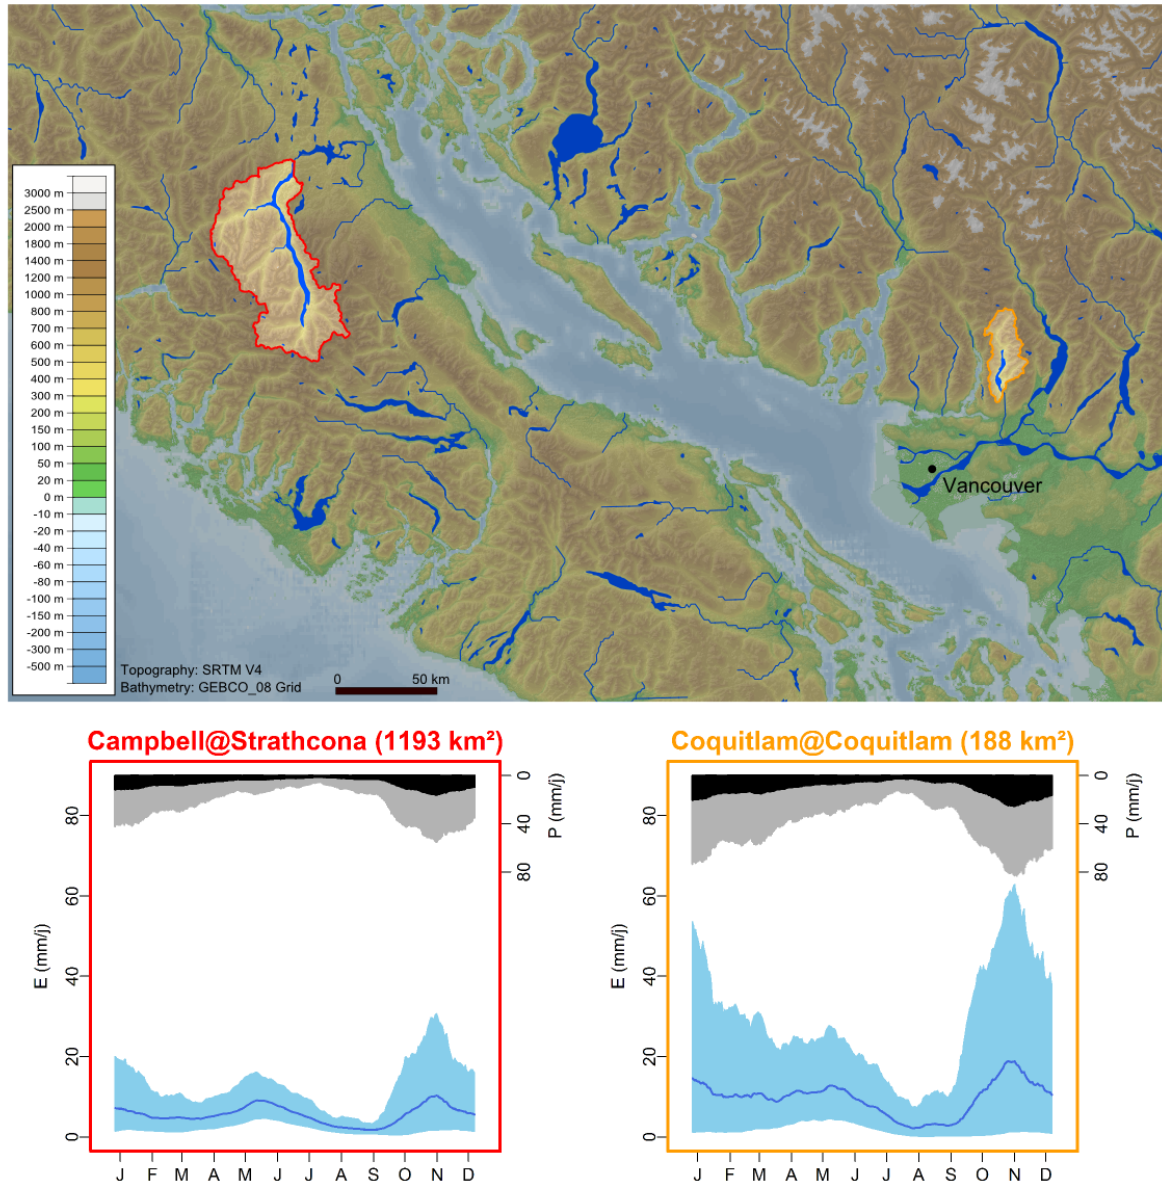 3000 m
2500 m
2000 m
1800 m
1400 m
1200 m
1000 m
800 m
700 m
600 m
500 m
400 m
300 m
200 m
150 m
100 m
50 m
20 m
0 m
-10 m
-20 m
-40 m
-60 m
-80 m
-100 m
-150 m
-200 m
-300 m
-500 m
Vancouver
Topography: SRTM V4
Bathymetry: GEBCO_08 Grid
0 50 km
Campbell@Strathcona (1193 km²)
E (mm/j)
0 20 40 60 80
P (mm/j)
0 40 80
J F M A M J J A S O N D
Coquitlam@Coquitlam (188 km²)
E (mm/j)
0 20 40 60 80
P (mm/j)
0 40 80
J F M A M J J A S O N D